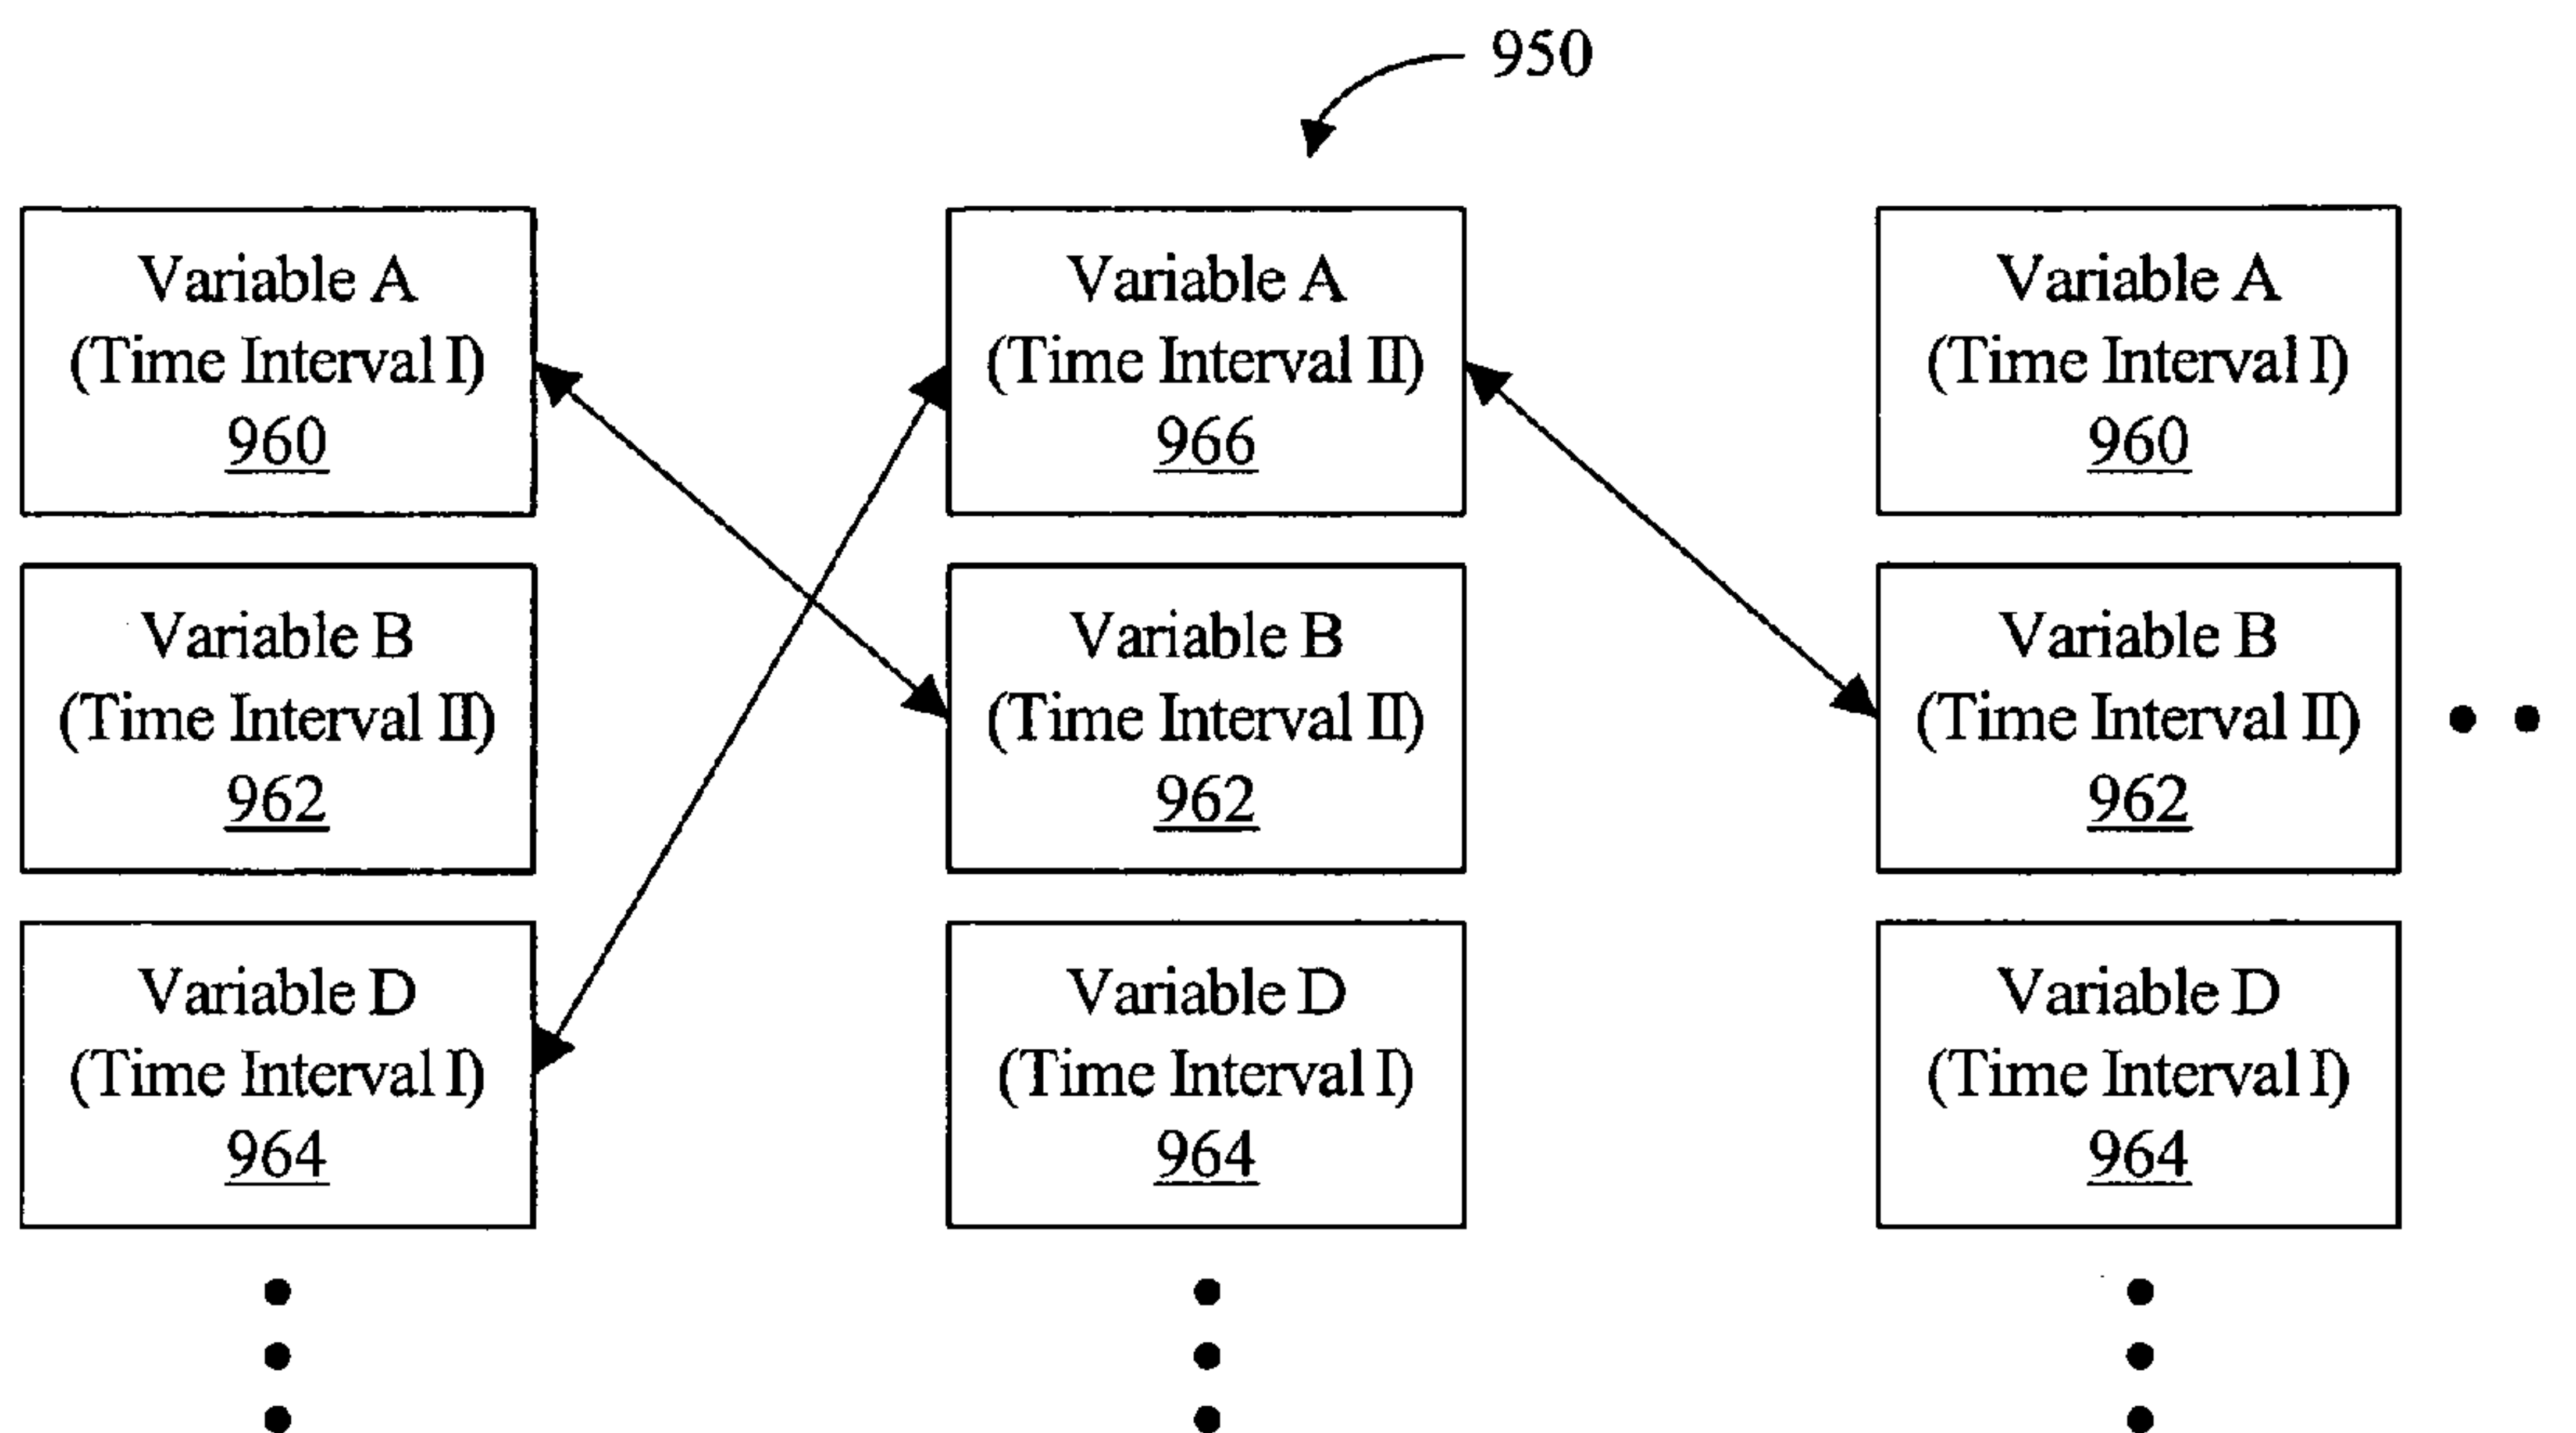 950
Variable A
(Time Interval I)
960
Variable A
(Time Interval II)
966
Variable A
(Time Interval I)
960
Variable B
(Time Interval II)
962
Variable B
(Time Interval II)
962
Variable B
(Time Interval II)
962
Variable D
(Time Interval I)
964
Variable D
(Time Interval I)
964
Variable D
(Time Interval I)
964